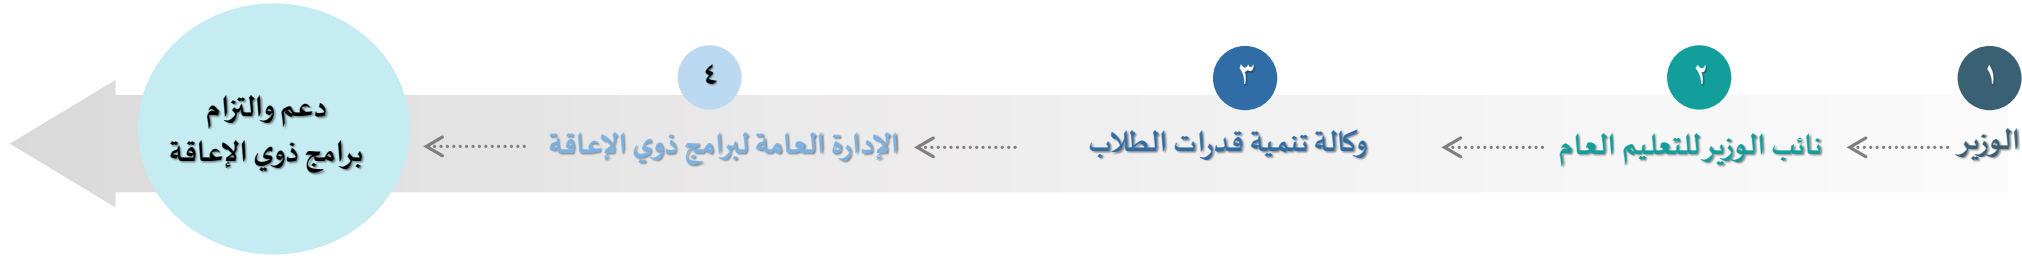 ١
الوزير
٢
نائب الوزير للتعليم العام
٣
وكالة تنمية قدرات الطلاب
٤
الإدارة العامة لبرامج ذوي الإعاقة
دعم والتزام
برامج ذوي الإعاقة